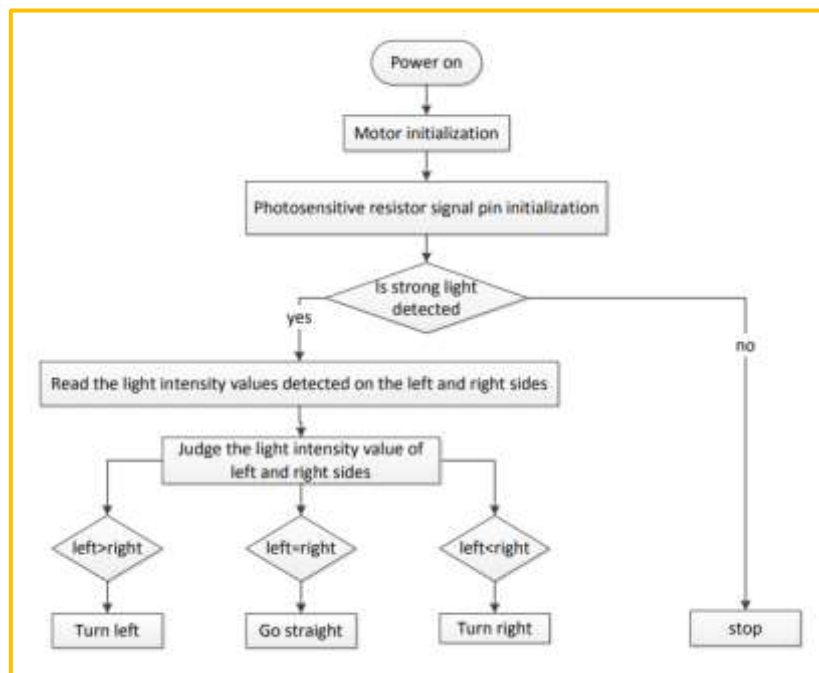 Power on
Motor initialization
Photosensitive resistor signal pin initialization
Is strong light
detected
yes
no
Read the light intensity values detected on the left and right sides
Judge the light intensity value of
left and right sides
left>right
left=right
left<right
Turn left
Go straight
Turn right
stop